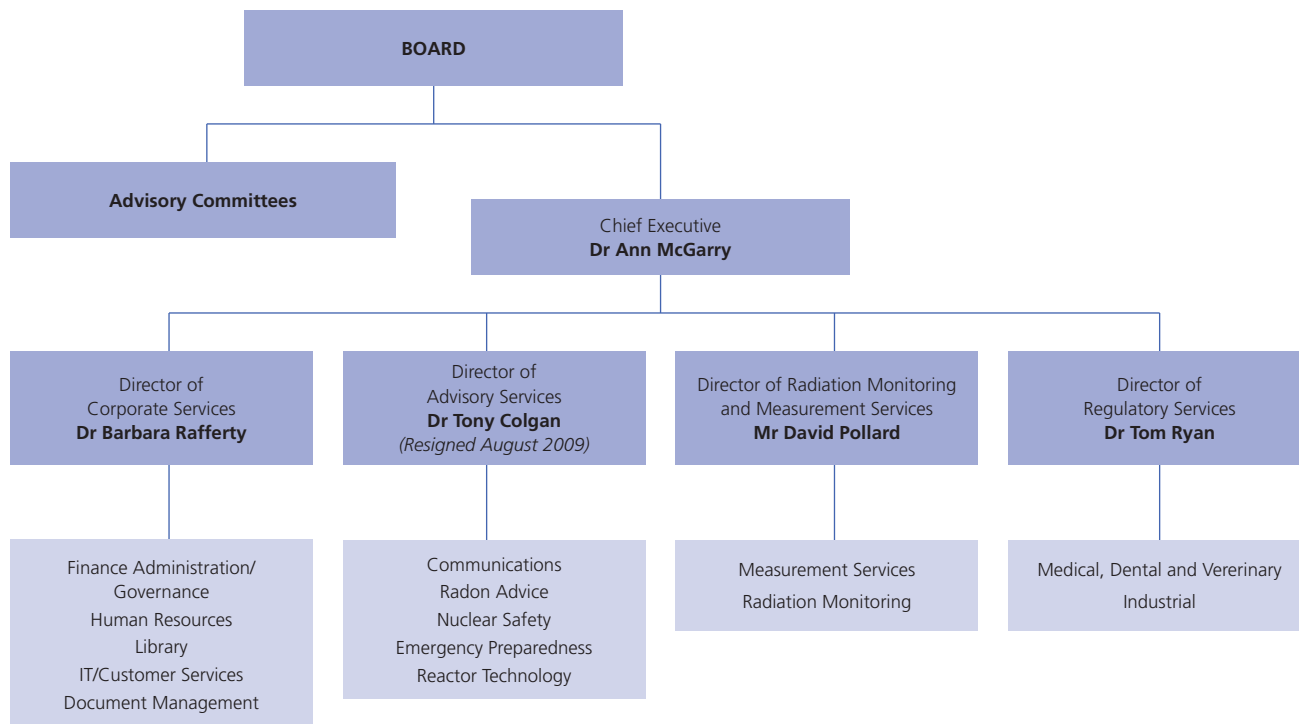 BOARD
Advisory Committees
Chief Executive
Dr Ann McGarry
Director of
Corporate Services
Dr Barbara Rafferty
Director of
Advisory Services
Dr Tony Colgan
(Resigned August 2009)
Director of Radiation Monitoring
and Measurement Services
Mr David Pollard
Director of
Regulatory Services
Dr Tom Ryan
Finance Administration/
Governance
Human Resources
Library
IT/Customer Services
Document Management
Communications
Radon Advice
Nuclear Safety
Emergency Preparedness
Reactor Technology
Measurement Services
Radiation Monitoring
Medical, Dental and Vererinary
Industrial